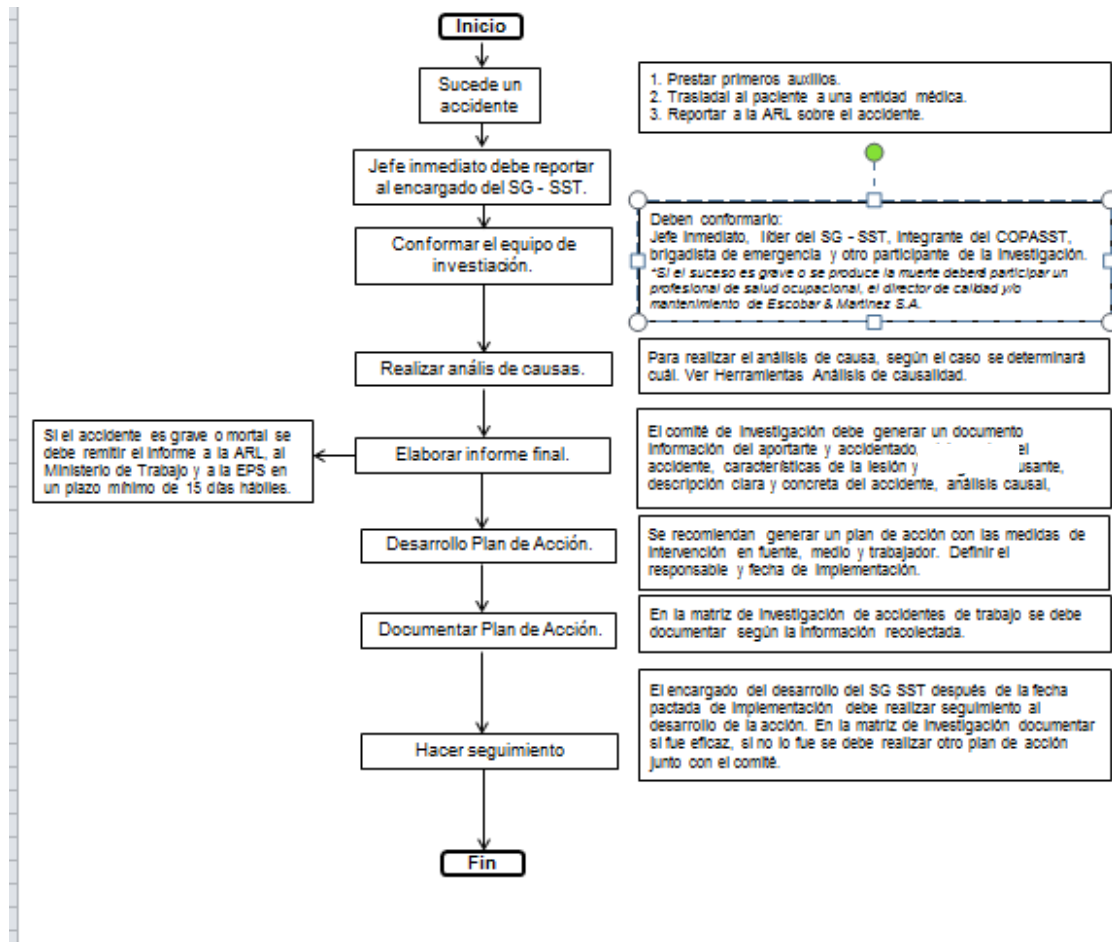 Inicio
Sucede un
accidente
1. Prestar primeros auxilios.
2. Trasladal al paciente a una entidad médica.
3. Reportar a la ARL sobre el accidente.
Jefe inmediato debe reportar
al encargado del SG - SST.
Conformar el equipo de
investiación.
Deben conformarlo:
Jefe inmediato, líder del SG - SST, integrante del COPASST,
brigadista de emergencia y otro participante de la investigación.
*Si el suceso es grave o se produce la muerte deberá participar un
profesional de salud ocupacional, el director de calidad y/o
mantenimiento de Escobar & Martinez S.A.
Realizar anális de causas.
Para realizar el análisis de causa, según el caso se determinará
cuál. Ver Herramientas Análisis de causalidad.
Si el accidente es grave o mortal se
debe remitir el informe a la ARL, al
Ministerio de Trabajo y a la EPS en
un plazo mínimo de 15 días hábiles.
Elaborar informe final.
El comité de investigación debe generar un documento
información del aportarte y accidentado, el
accidente, características de la lesión y usante,
descripción clara y concreta del accidente, análisis causal,
Desarrollo Plan de Acción.
Se recomiendan generar un plan de acción con las medidas de
intervención en fuente, medio y trabajador. Definir el
responsable y fecha de implementación.
Documentar Plan de Acción.
En la matriz de investigación de accidentes de trabajo se debe
documentar según la información recolectada.
Hacer seguimiento
El encargado del desarrollo del SG SST después de la fecha
pactada de implementación debe realizar seguimiento al
desarrollo de la acción. En la matriz de investigación documentar
si fue eficaz, si no lo fue se debe realizar otro plan de acción
junto con el comité.
Fin